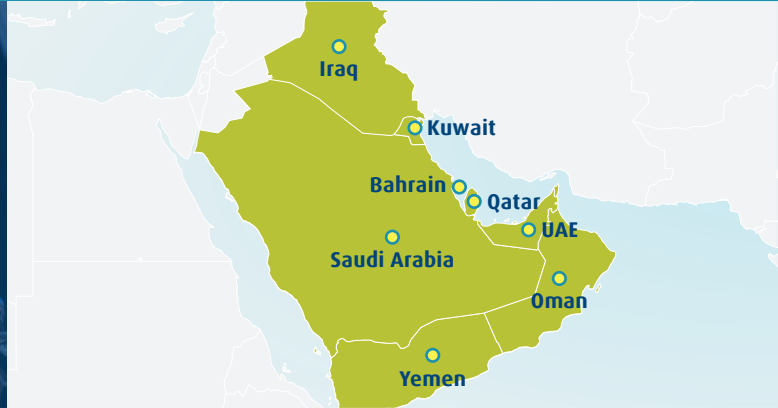 Iraq
Kuwait
Bahrain
Qatar
UAE
Saudi Arabia
Oman
Yemen